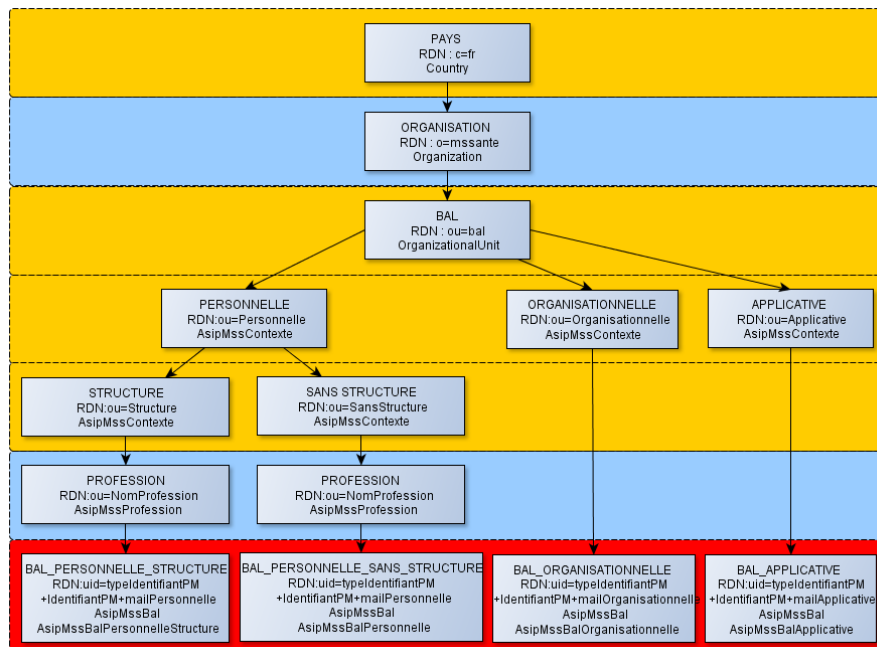 PAYS
RDN : c=fr
Country
ORGANISATION
RDN : o=mssante
Organization
BAL
RDN : ou=bal
OrganizationalUnit
PERSONNELLE
RDN:ou=Personnelle
AsipMssContexte
ORGANISATIONNELLE
RDN:ou=Organisationnelle
AsipMssContexte
APPLICATIVE
RDN:ou=Applicative
AsipMssContexte
STRUCTURE
RDN:ou=Structure
AsipMssContexte
SANS STRUCTURE
RDN:ou=SansStructure
AsipMssContexte
PROFESSION
RDN:ou=NomProfession
AsipMssProfession
PROFESSION
RDN:ou=NomProfession
AsipMssProfession
BAL_PERSONNELLE_STRUCTURE
RDN:uid=typeIdentifiantPM
+IdentifiantPM+mailPersonnelle
AsipMssBal
AsipMssBalPersonnelleStructure
BAL_PERSONNELLE_SANS_STRUCTURE
RDN:uid=typeIdentifiantPM
+IdentifiantPM+mailPersonnelle
AsipMssBal
AsipMssBalPersonnelle
BAL_ORGANISATIONNELLE
RDN:uid=typeIdentifiantPM
+IdentifiantPM+mailOrganisationnelle
AsipMssBal
AsipMssBalOrganisationnelle
BAL_APPLICATIVE
RDN:uid=typeIdentifiantPM
+IdentifiantPM+mailApplicative
AsipMssBal
AsipMssBalApplicative